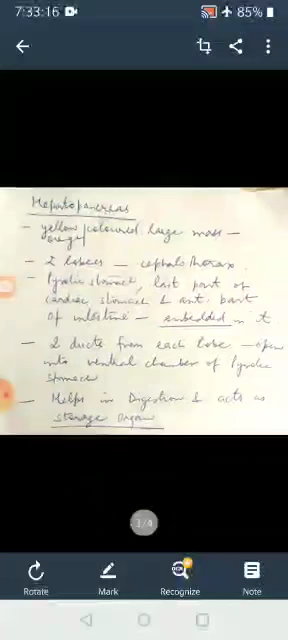 7:33:16 85%
Hepatopancreas
- yellow coloured large mass -
orange
- 2 lobes - cephalothorax.
- Pyloric stomach, last part of
cardiac stomach & ant. part
of intestine - embedded in it
- 2 ducts from each lobe - open
into ventral chamber of Pyloric
stomach
- Helps in Digestion & acts as
storage organ
1/4
OCR
Rotate Mark Recognize Note